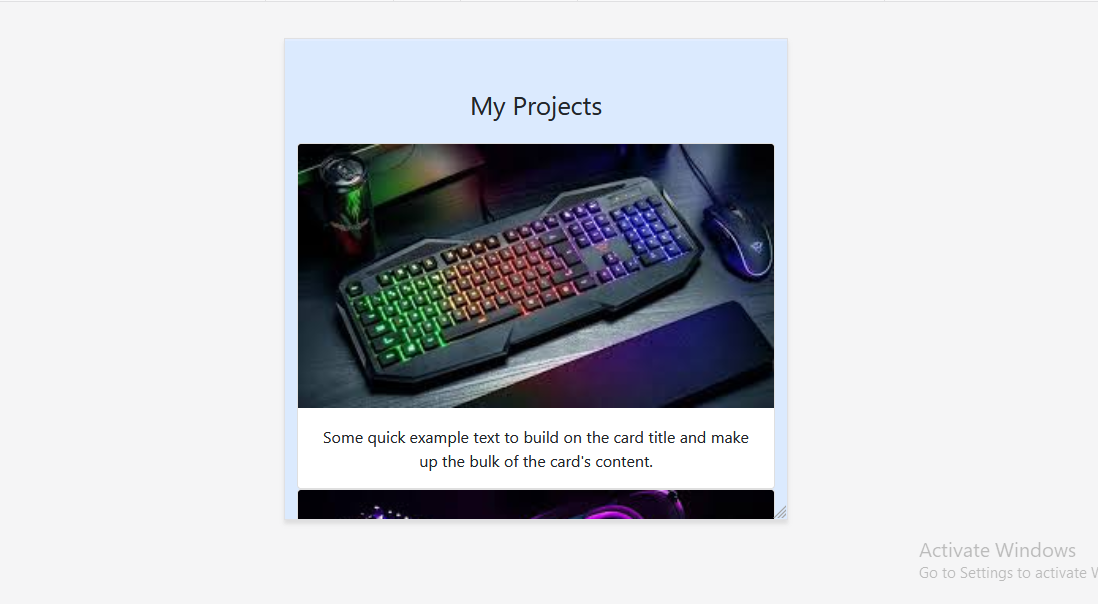 My Projects
Some quick example text to build on the card title and make
up the bulk of the card's content.
Activate Windows
Go to Settings to activate W